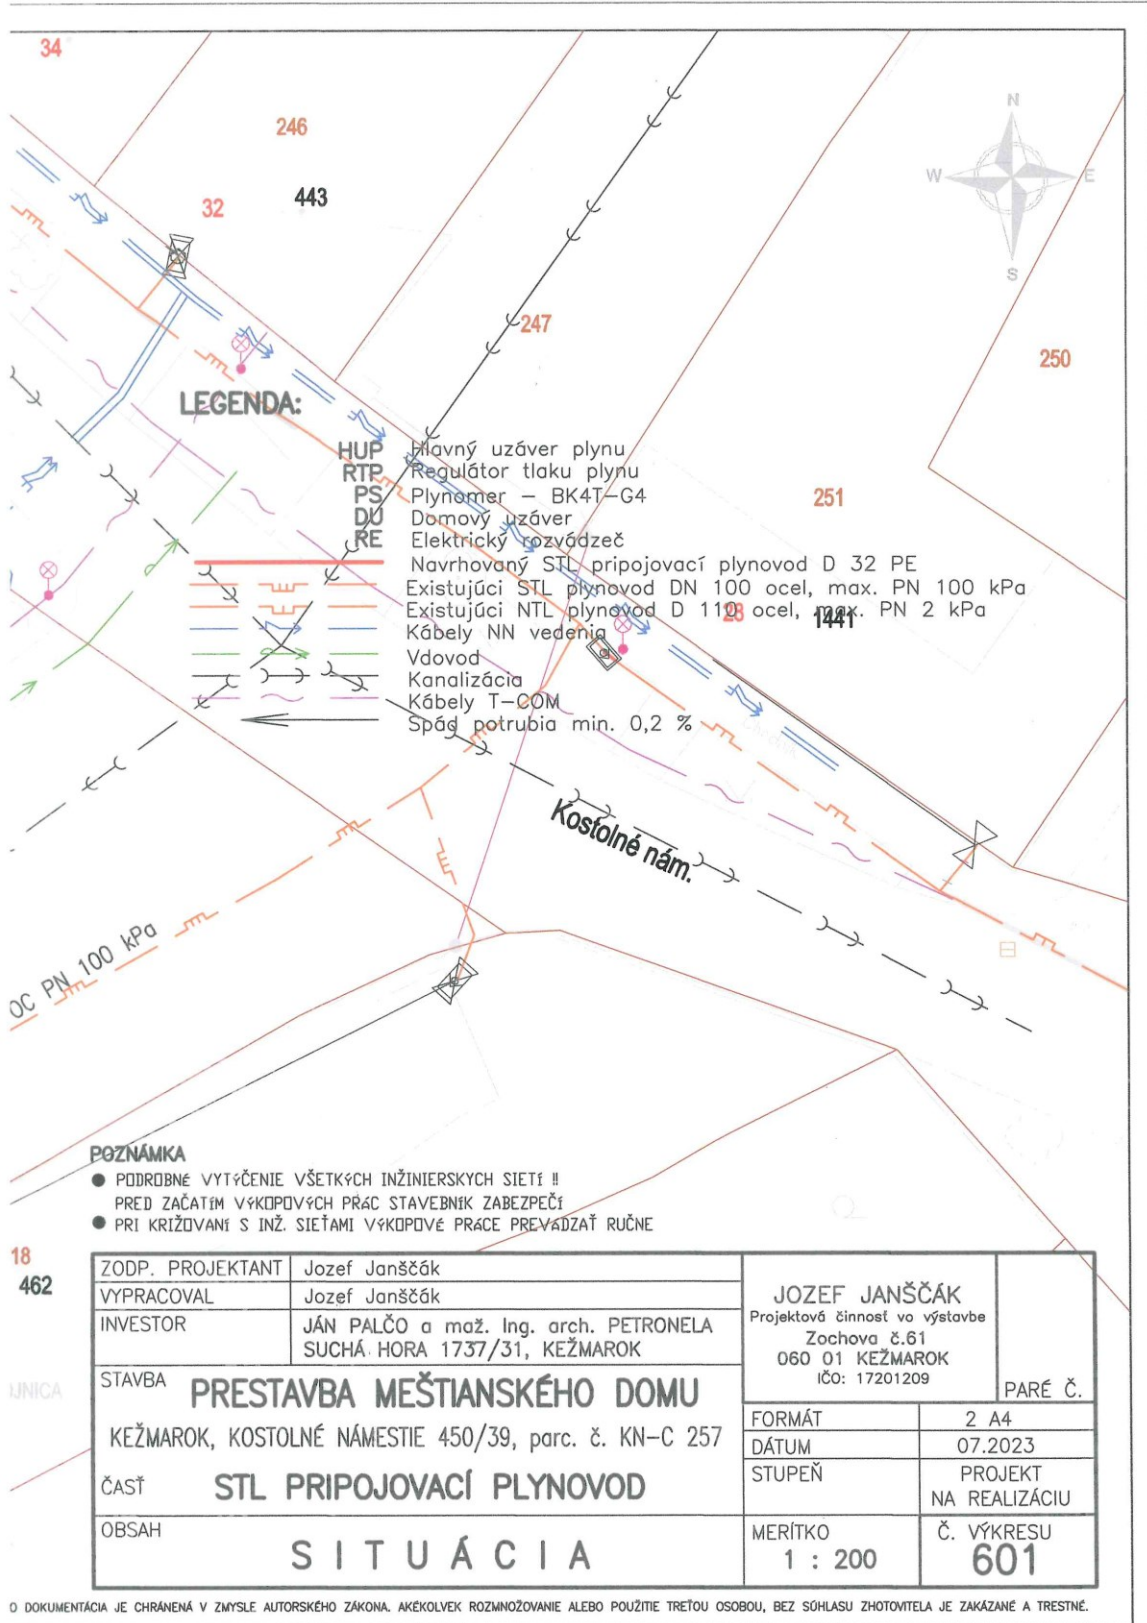 34
246
32
443
N
W
E
S
247
250
LEGENDA:
HUP Hlavný uzáver plynu
RTP Regulátor tlaku plynu
PS Plynomer – BK4T–G4
251
DU Domový uzáver
RE Elektrický rozvádzeč
Navrhovaný STL pripojovací plynovod D 32 PE
Existujúci STL plynovod DN 100 ocel, max. PN 100 kPa
Existujúci NTL plynovod D 110 ocel, max. PN 2 kPa
28
1441
Kábely NN vedenia
Vdovod
Kanalizácia
Kábely T–COM
Spád potrubia min. 0,2 %
Kostolné nám.
OC PN 100 kPa
POZNÁMKA
● PODROBNÉ VYTÝČENIE VŠETKÝCH INŽINIERSKYCH SIETÍ !!
PRED ZAČATÍM VÝKOPOVÝCH PRÁC STAVEBNÍK ZABEZPEČÍ
● PRI KRIŽOVANÍ S INŽ. SIEŤAMI VÝKOPOVÉ PRÁCE PREVÁDZAŤ RUČNE
18
462
JNICA
ZODP. PROJEKTANT Jozef Janščák
VYPRACOVAL Jozef Janščák
INVESTOR JÁN PALČO a maž. Ing. arch. PETRONELA
SUCHÁ HORA 1737/31, KEŽMAROK
JOZEF JANŠČÁK
Projektová činnosť vo výstavbe
Zochova č.61
060 01 KEŽMAROK
IČO: 17201209
PARÉ Č.
STAVBA PRESTAVBA MEŠTIANSKÉHO DOMU
KEŽMAROK, KOSTOLNÉ NÁMESTIE 450/39, parc. č. KN–C 257
ČASŤ STL PRIPOJOVACÍ PLYNOVOD
FORMÁT 2 A4
DÁTUM 07.2023
STUPEŇ PROJEKT
NA REALIZÁCIU
OBSAH SITUÁCIA
MERÍTKO
1 : 200
Č. VÝKRESU
601
O DOKUMENTÁCIA JE CHRÁNENÁ V ZMYSLE AUTORSKÉHO ZÁKONA. AKÉKOLVEK ROZMNOŽOVANIE ALEBO POUŽITIE TREŤOU OSOBOU, BEZ SÚHLASU ZHOTOVITELA JE ZAKÁZANÉ A TRESTNÉ.